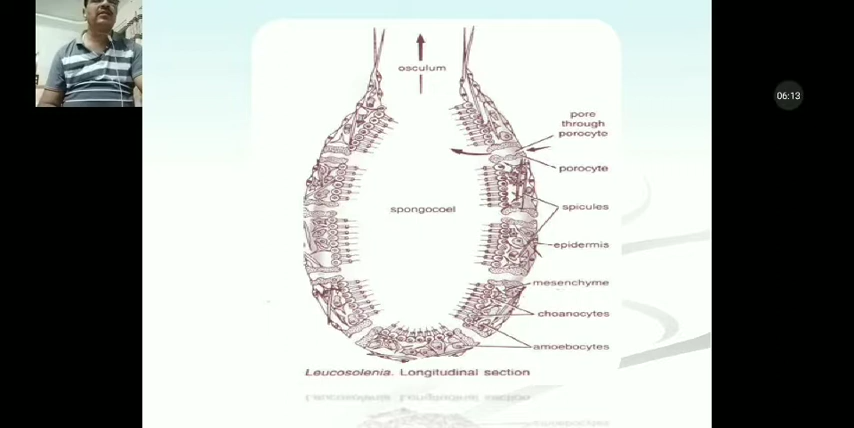 osculum
06:13
pore
through
porocyte
porocyte
spongocoel
spicules
epidermis
mesenchyme
choanocytes
amoebocytes
Leucosolenia. Longitudinal section